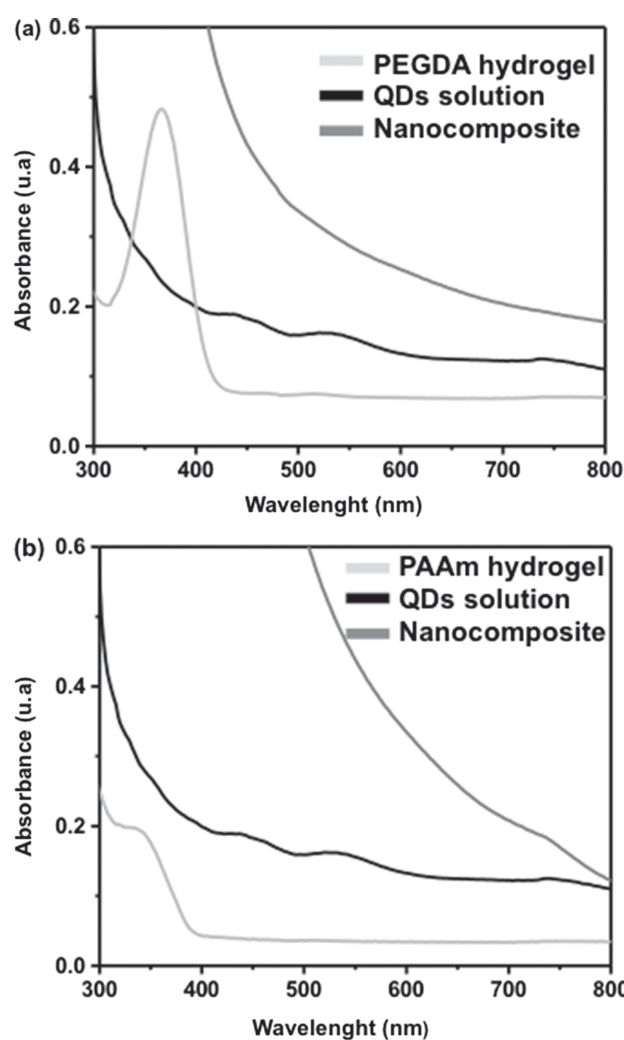 (a)
0.6
PEGDA hydrogel
QDs solution
Nanocomposite
0.4
Absorbance (u.a)
0.2
0.0
300 400 500 600 700 800
Wavelenght (nm)
(b)
0.6
PAAm hydrogel
QDs solution
Nanocomposite
0.4
Absorbance (u.a)
0.2
0.0
300 400 500 600 700 800
Wavelenght (nm)